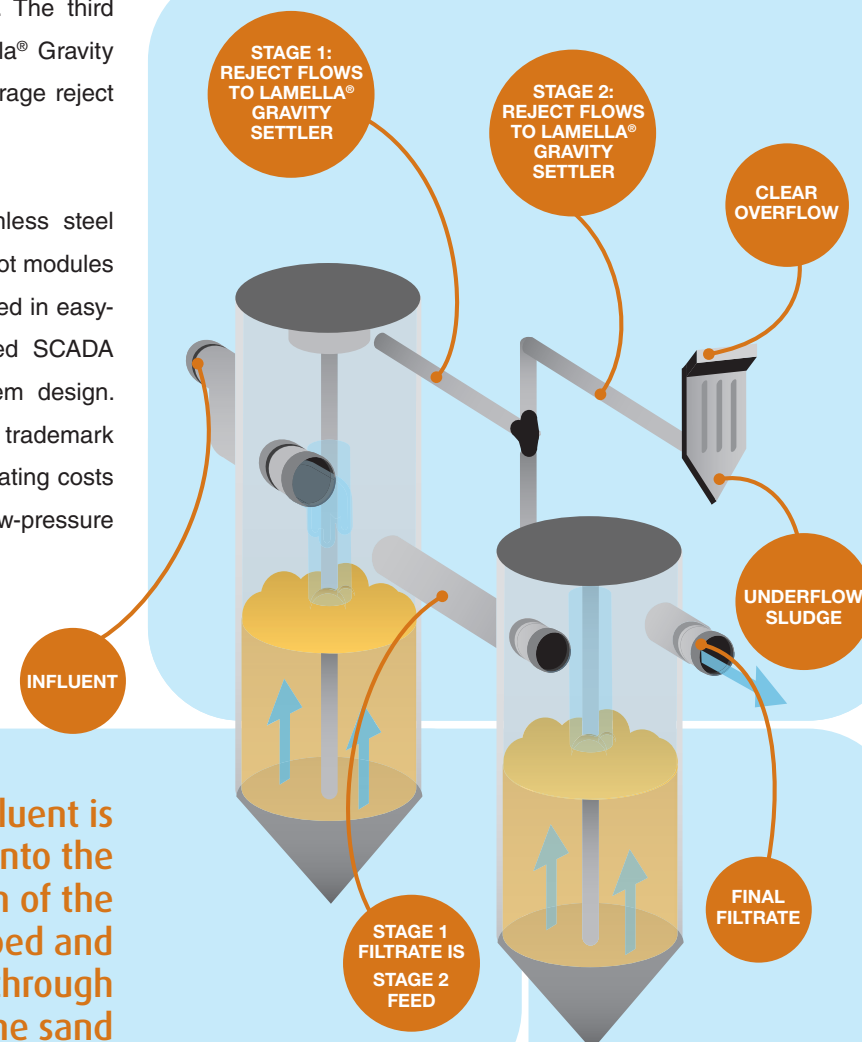 . The third
la® Gravity
rage reject
nless steel
ot modules
ed in easy-
ed SCADA
em design.
trademark
ating costs
w-pressure
STAGE 1:
REJECT FLOWS
TO LAMELLA®
GRAVITY
SETTLER
STAGE 2:
REJECT FLOWS
TO LAMELLA®
GRAVITY
SETTLER
CLEAR
OVERFLOW
UNDERFLOW
SLUDGE
INFLUENT
luent is
nto the
n of the
bed and
through
ne sand
STAGE 1
FILTRATE IS
STAGE 2
FEED
FINAL
FILTRATE